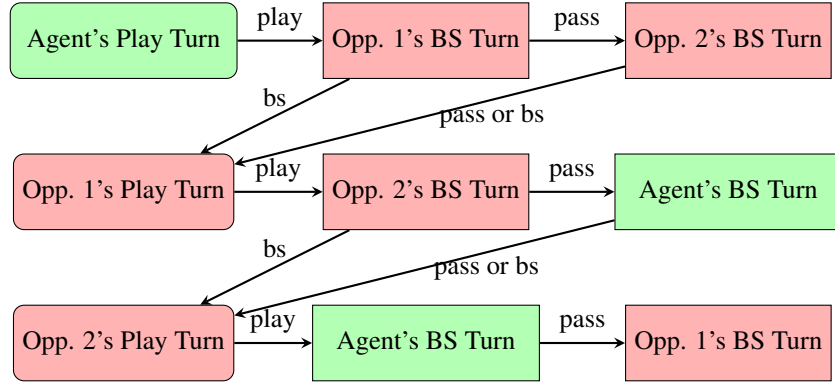 Agent's Play Turn
play
Opp. 1's BS Turn
pass
Opp. 2's BS Turn
bs
pass or bs
Opp. 1's Play Turn
play
Opp. 2's BS Turn
pass
Agent's BS Turn
bs
pass or bs
Opp. 2's Play Turn
play
Agent's BS Turn
pass
Opp. 1's BS Turn